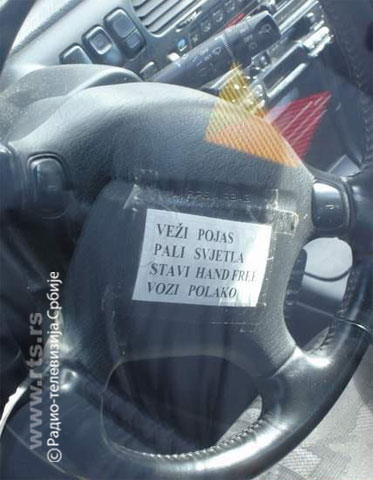 VEŽI POJAS
PALI SVJETLA
STAVI HAND FREE
VOZI POLAKO
www.rts.rs
© Радио-телевизија Србије